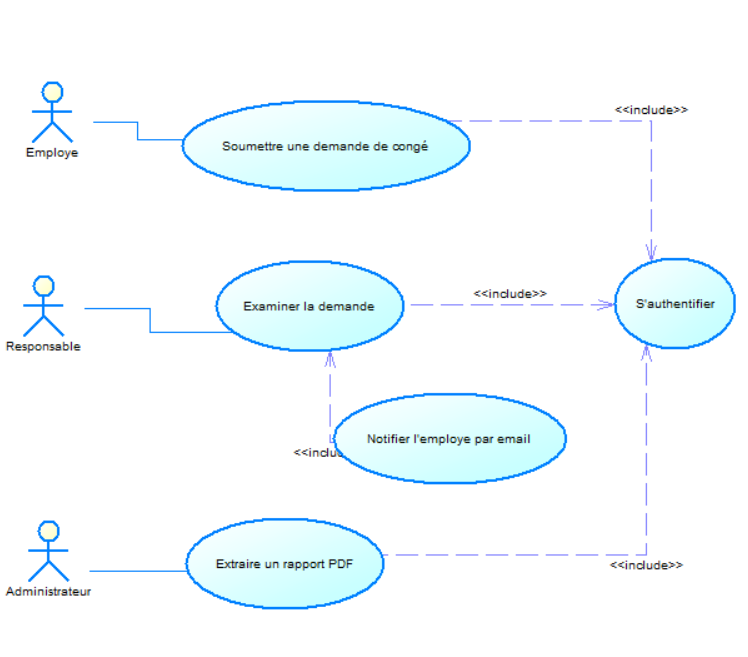 <<include>>
Soumettre une demande de congé
Employe
<<include>>
Examiner la demande
S'authentifier
Responsable
Notifier l'employe par email
<<inclu
Extraire un rapport PDF
<<include>>
Administrateur